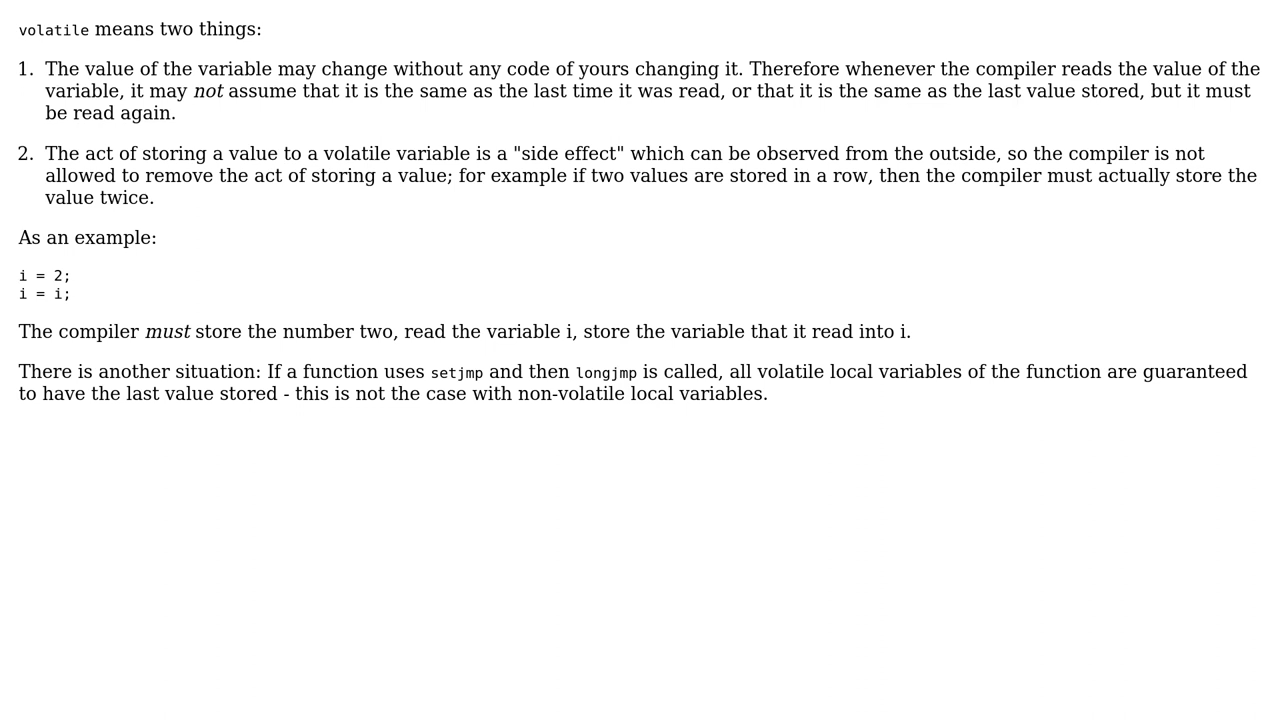 volatile means two things:
1. The value of the variable may change without any code of yours changing it. Therefore whenever the compiler reads the value of the
variable, it may not assume that it is the same as the last time it was read, or that it is the same as the last value stored, but it must
be read again.
2. The act of storing a value to a volatile variable is a "side effect" which can be observed from the outside, so the compiler is not
allowed to remove the act of storing a value; for example if two values are stored in a row, then the compiler must actually store the
value twice.
As an example:
i = 2;
i = i;
The compiler must store the number two, read the variable i, store the variable that it read into i.
There is another situation: If a function uses setjmp and then longjmp is called, all volatile local variables of the function are guaranteed
to have the last value stored - this is not the case with non-volatile local variables.